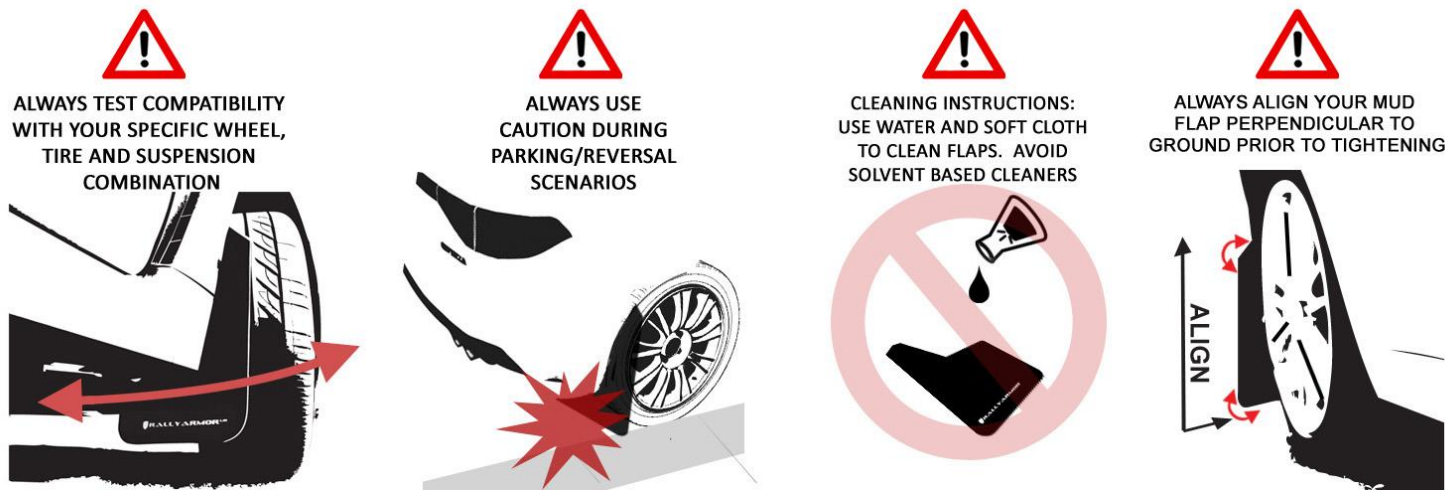 ALWAYS TEST COMPATIBILITY
WITH YOUR SPECIFIC WHEEL,
TIRE AND SUSPENSION
COMBINATION
RALLYARMOR™
ALWAYS USE
CAUTION DURING
PARKING/REVERSAL
SCENARIOS
CLEANING INSTRUCTIONS:
USE WATER AND SOFT CLOTH
TO CLEAN FLAPS. AVOID
SOLVENT BASED CLEANERS
RALLYARMOR
ALWAYS ALIGN YOUR MUD
FLAP PERPENDICULAR TO
GROUND PRIOR TO TIGHTENING
ALIGN